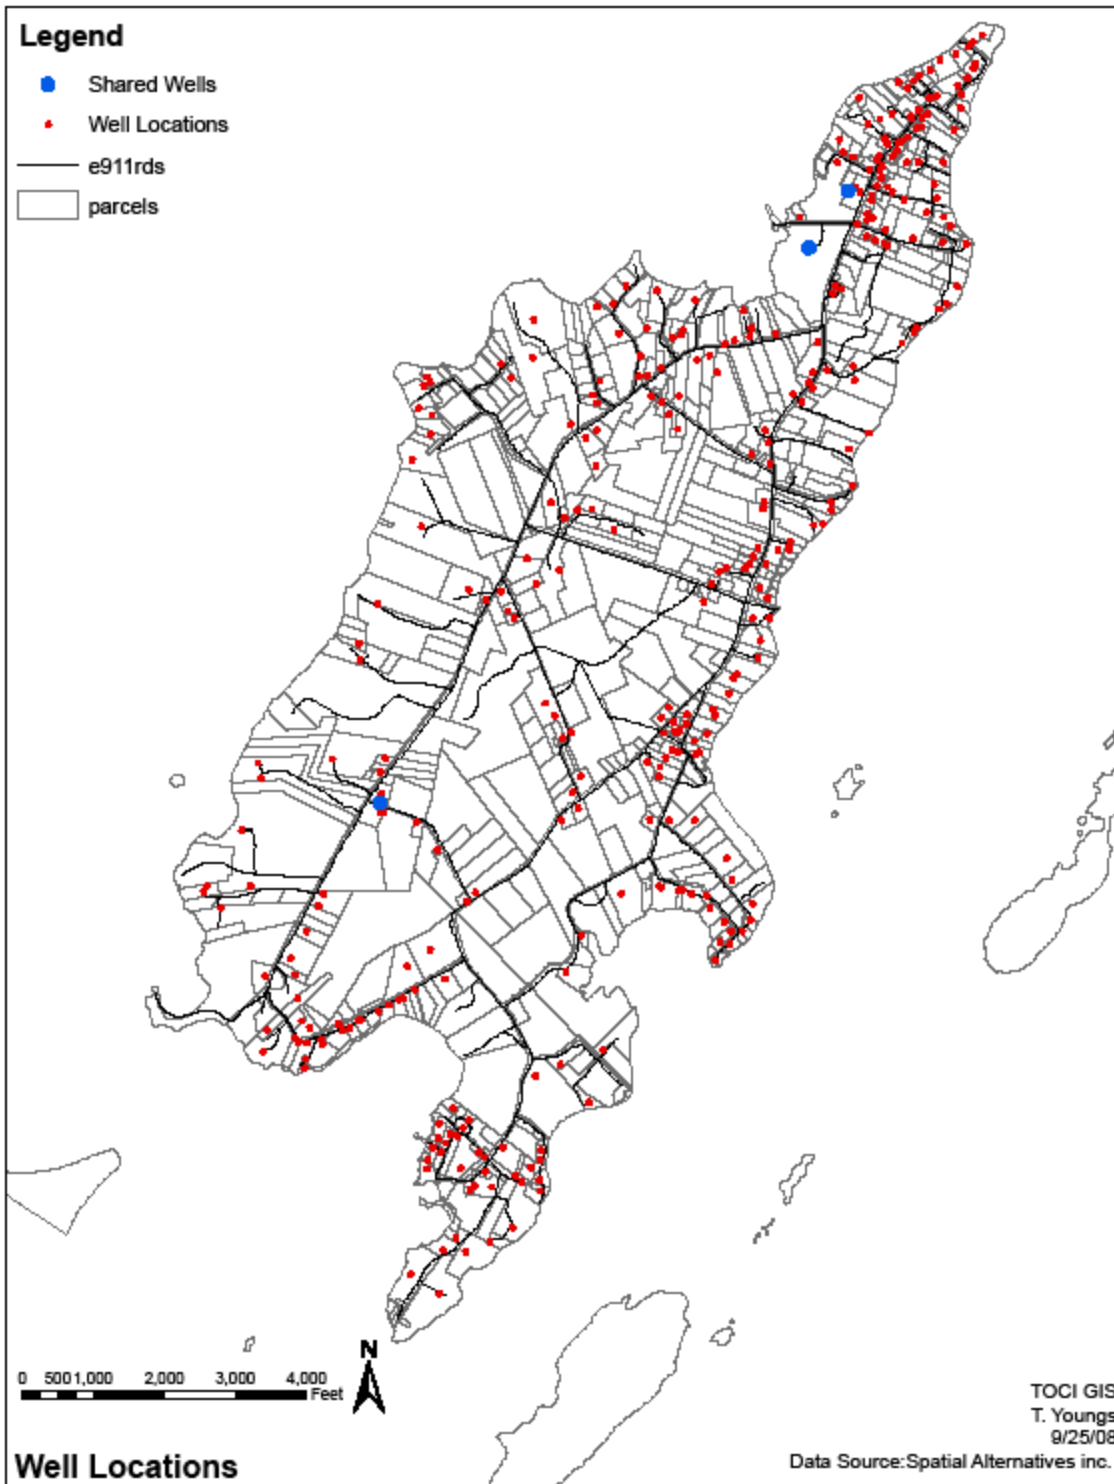 Legend
Shared Wells
Well Locations
e911rds
parcels
N
0 500 1,000 2,000 3,000 4,000
Feet
TOCI GIS
T. Youngs
9/25/08
Data Source:Spatial Alternatives inc.
Well Locations